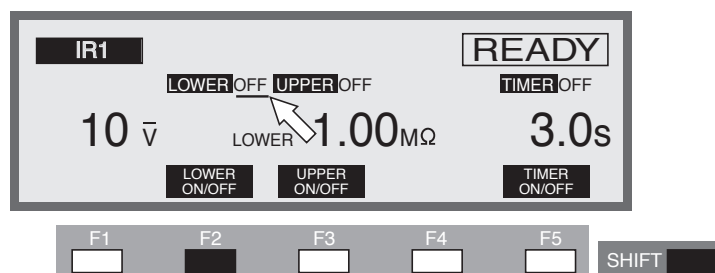 IR1 READY
LOWER OFF UPPER OFF TIMER OFF
10 V LOWER 1.00MΩ 3.0s
LOWER ON/OFF UPPER ON/OFF TIMER ON/OFF
F1 F2 F3 F4 F5
SHIFT